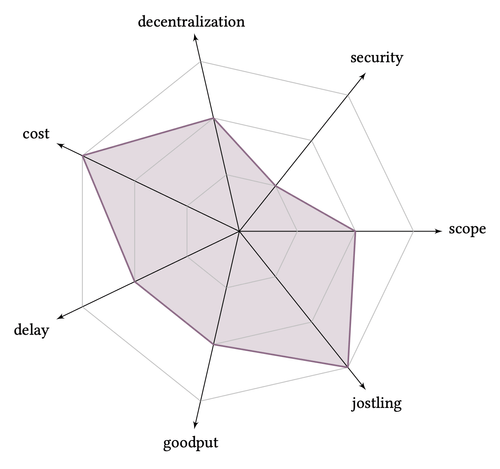 decentralization
security
cost
scope
delay
jostling
goodput